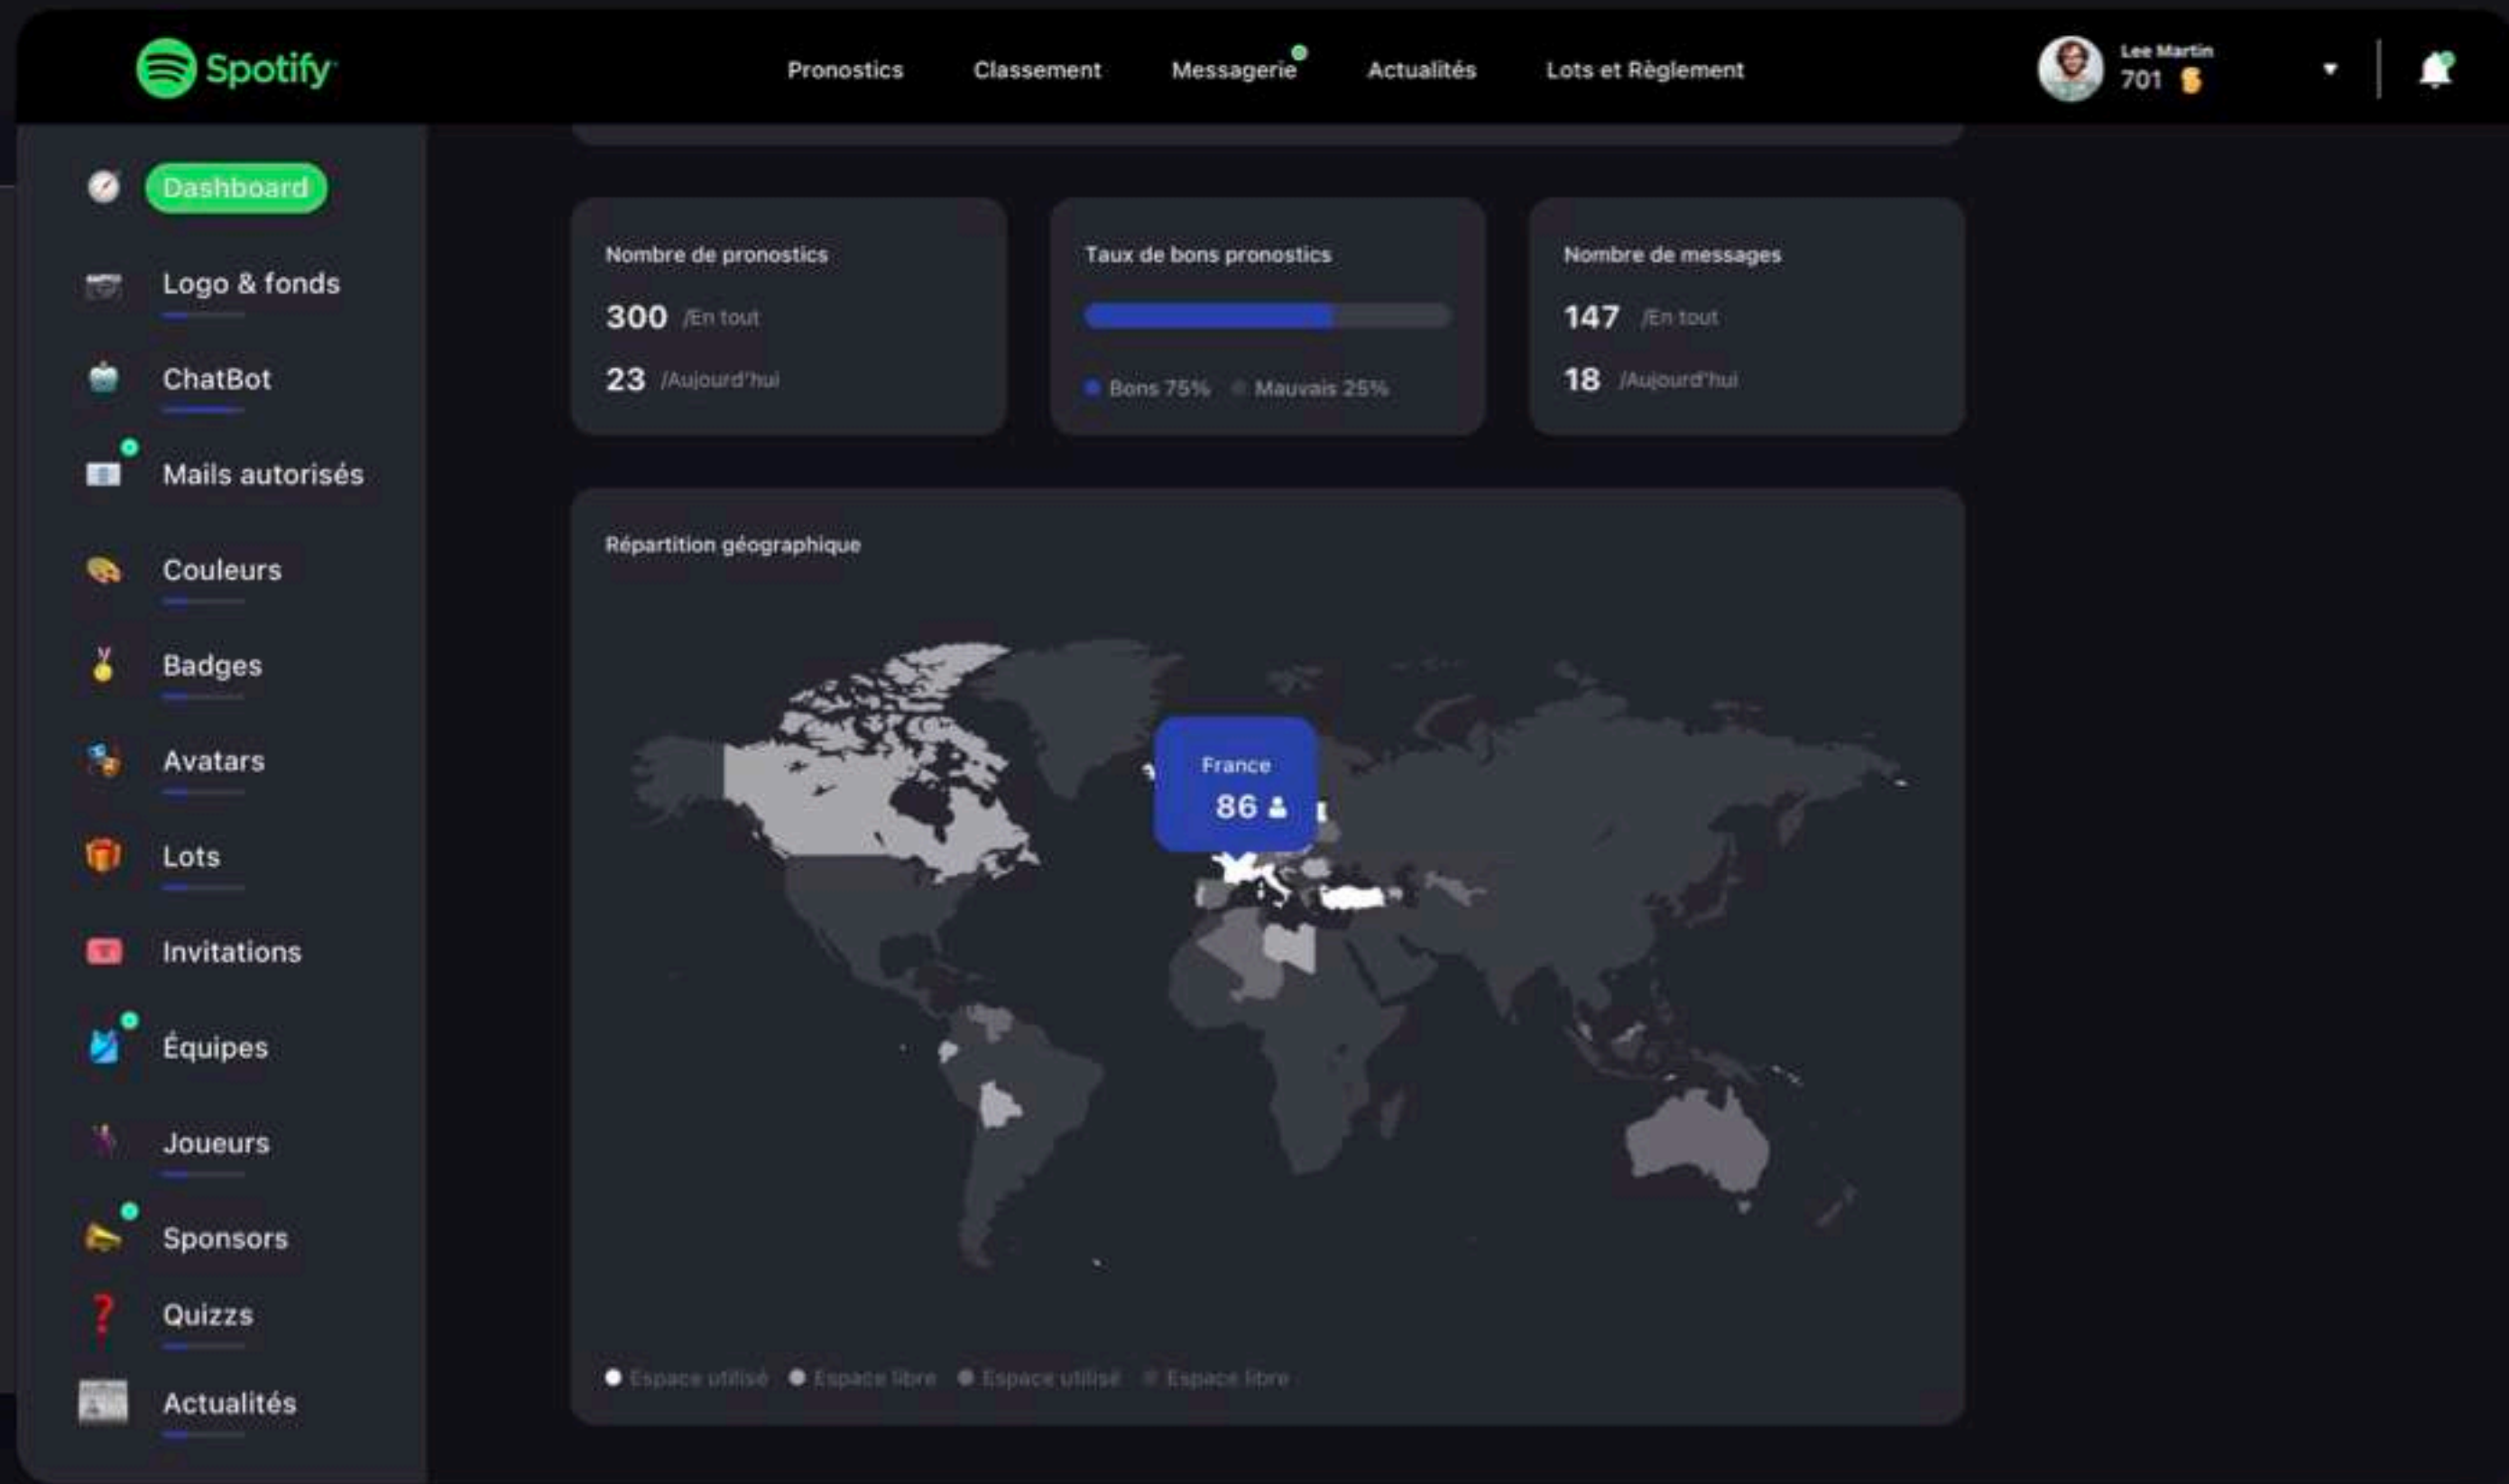 Spotify
Pronostics
Classement
Messagerie
Actualités
Lots et Règlement
Lee Martin
701
Dashboard
Logo & fonds
ChatBot
Mails autorisés
Couleurs
Badges
Avatars
Lots
Invitations
Équipes
Joueurs
Sponsors
Quizzs
Actualités
Nombre de pronostics
300 /En tout
23 /Aujourd'hui
Taux de bons pronostics
Bons 75% Mauvais 25%
Nombre de messages
147 /En tout
18 /Aujourd'hui
Répartition géographique
France
86
Espace utilisé Espace libre Espace utilisé Espace libre